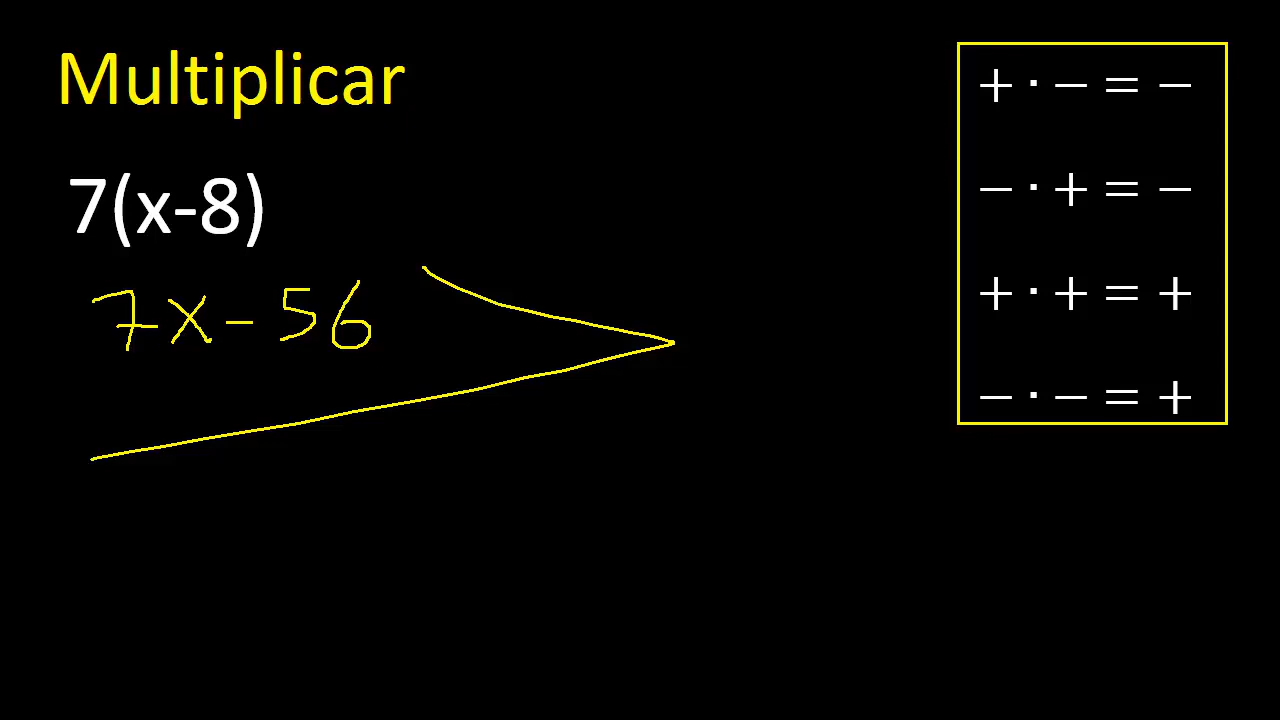 Multiplicar
7(x-8)
7x - 56
+ · − = −
− · + = −
+ · + = +
− · − = +